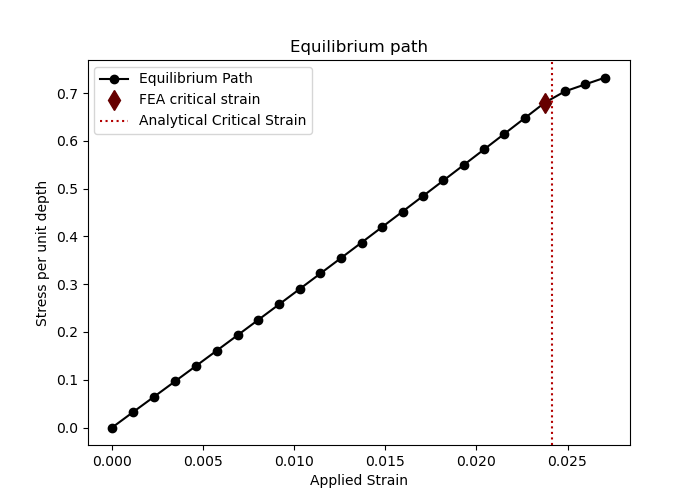 Equilibrium path
Equilibrium Path
FEA critical strain
Analytical Critical Strain
Stress per unit depth
0.7
0.6
0.5
0.4
0.3
0.2
0.1
0.0
0.000 0.005 0.010 0.015 0.020 0.025
Applied Strain